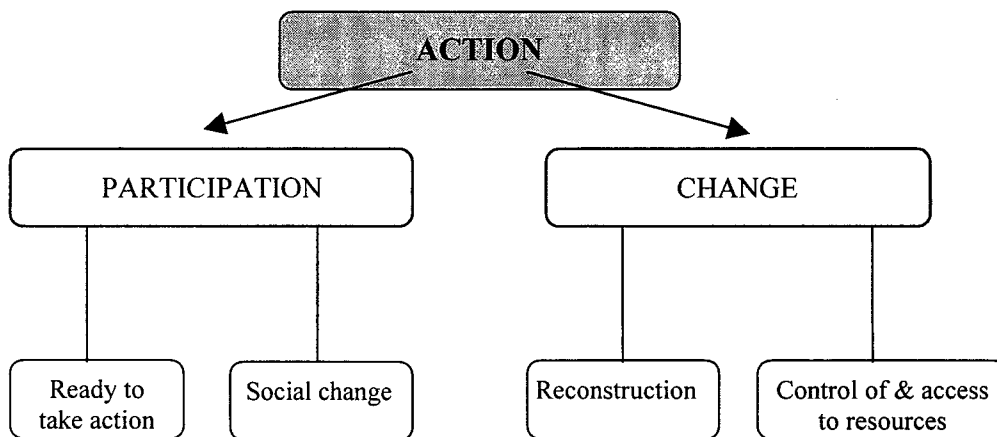 ACTION
PARTICIPATION
CHANGE
Ready to
take action
Social change
Reconstruction
Control of & access
to resources